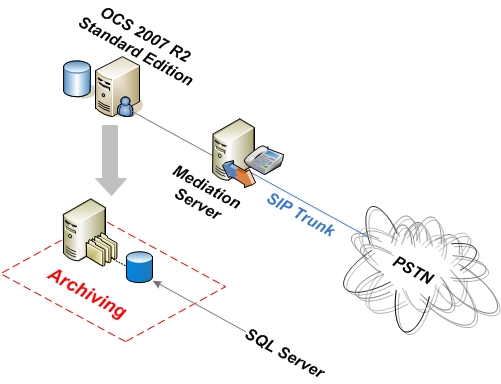 OCS 2007 R2
Standard Edition
Mediation
Server
SIP Trunk
PSTN
Archiving
SQL Server